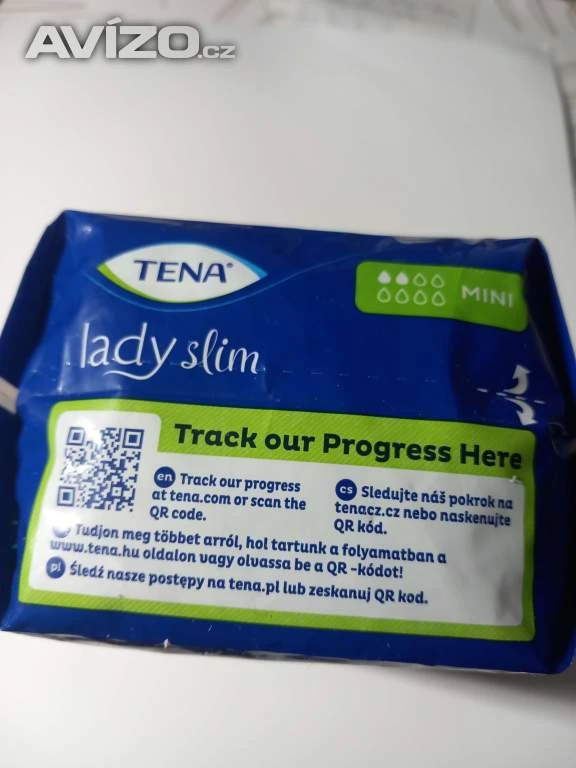 AVÍZO.cz
TENA®
MINI
lady slim
Track our Progress Here
en Track our progress
at tena.com or scan the
QR code.
cs Sledujte náš pokrok na
tenacz.cz nebo naskenujte
QR kód.
Tudjon meg többet arról, hol tartunk a folyamatban a
www.tena.hu oldalon vagy olvassa be a QR -kódot!
pl Śledź nasze postępy na tena.pl lub zeskanuj QR kod.